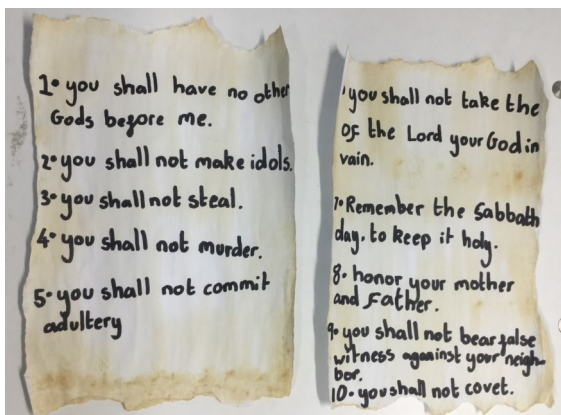 1. you shall have no other
Gods before me.
2. you shall not make idols.
3. you shall not steal.
4. you shall not murder.
5. you shall not commit
adultery
you shall not take the
of the Lord your God in
vain.
7. Remember the Sabbath
day. to keep it holy.
8. honor your mother
and Father.
9. you shall not bear false
witness against your neigh-
bor.
10. you shall not covet.